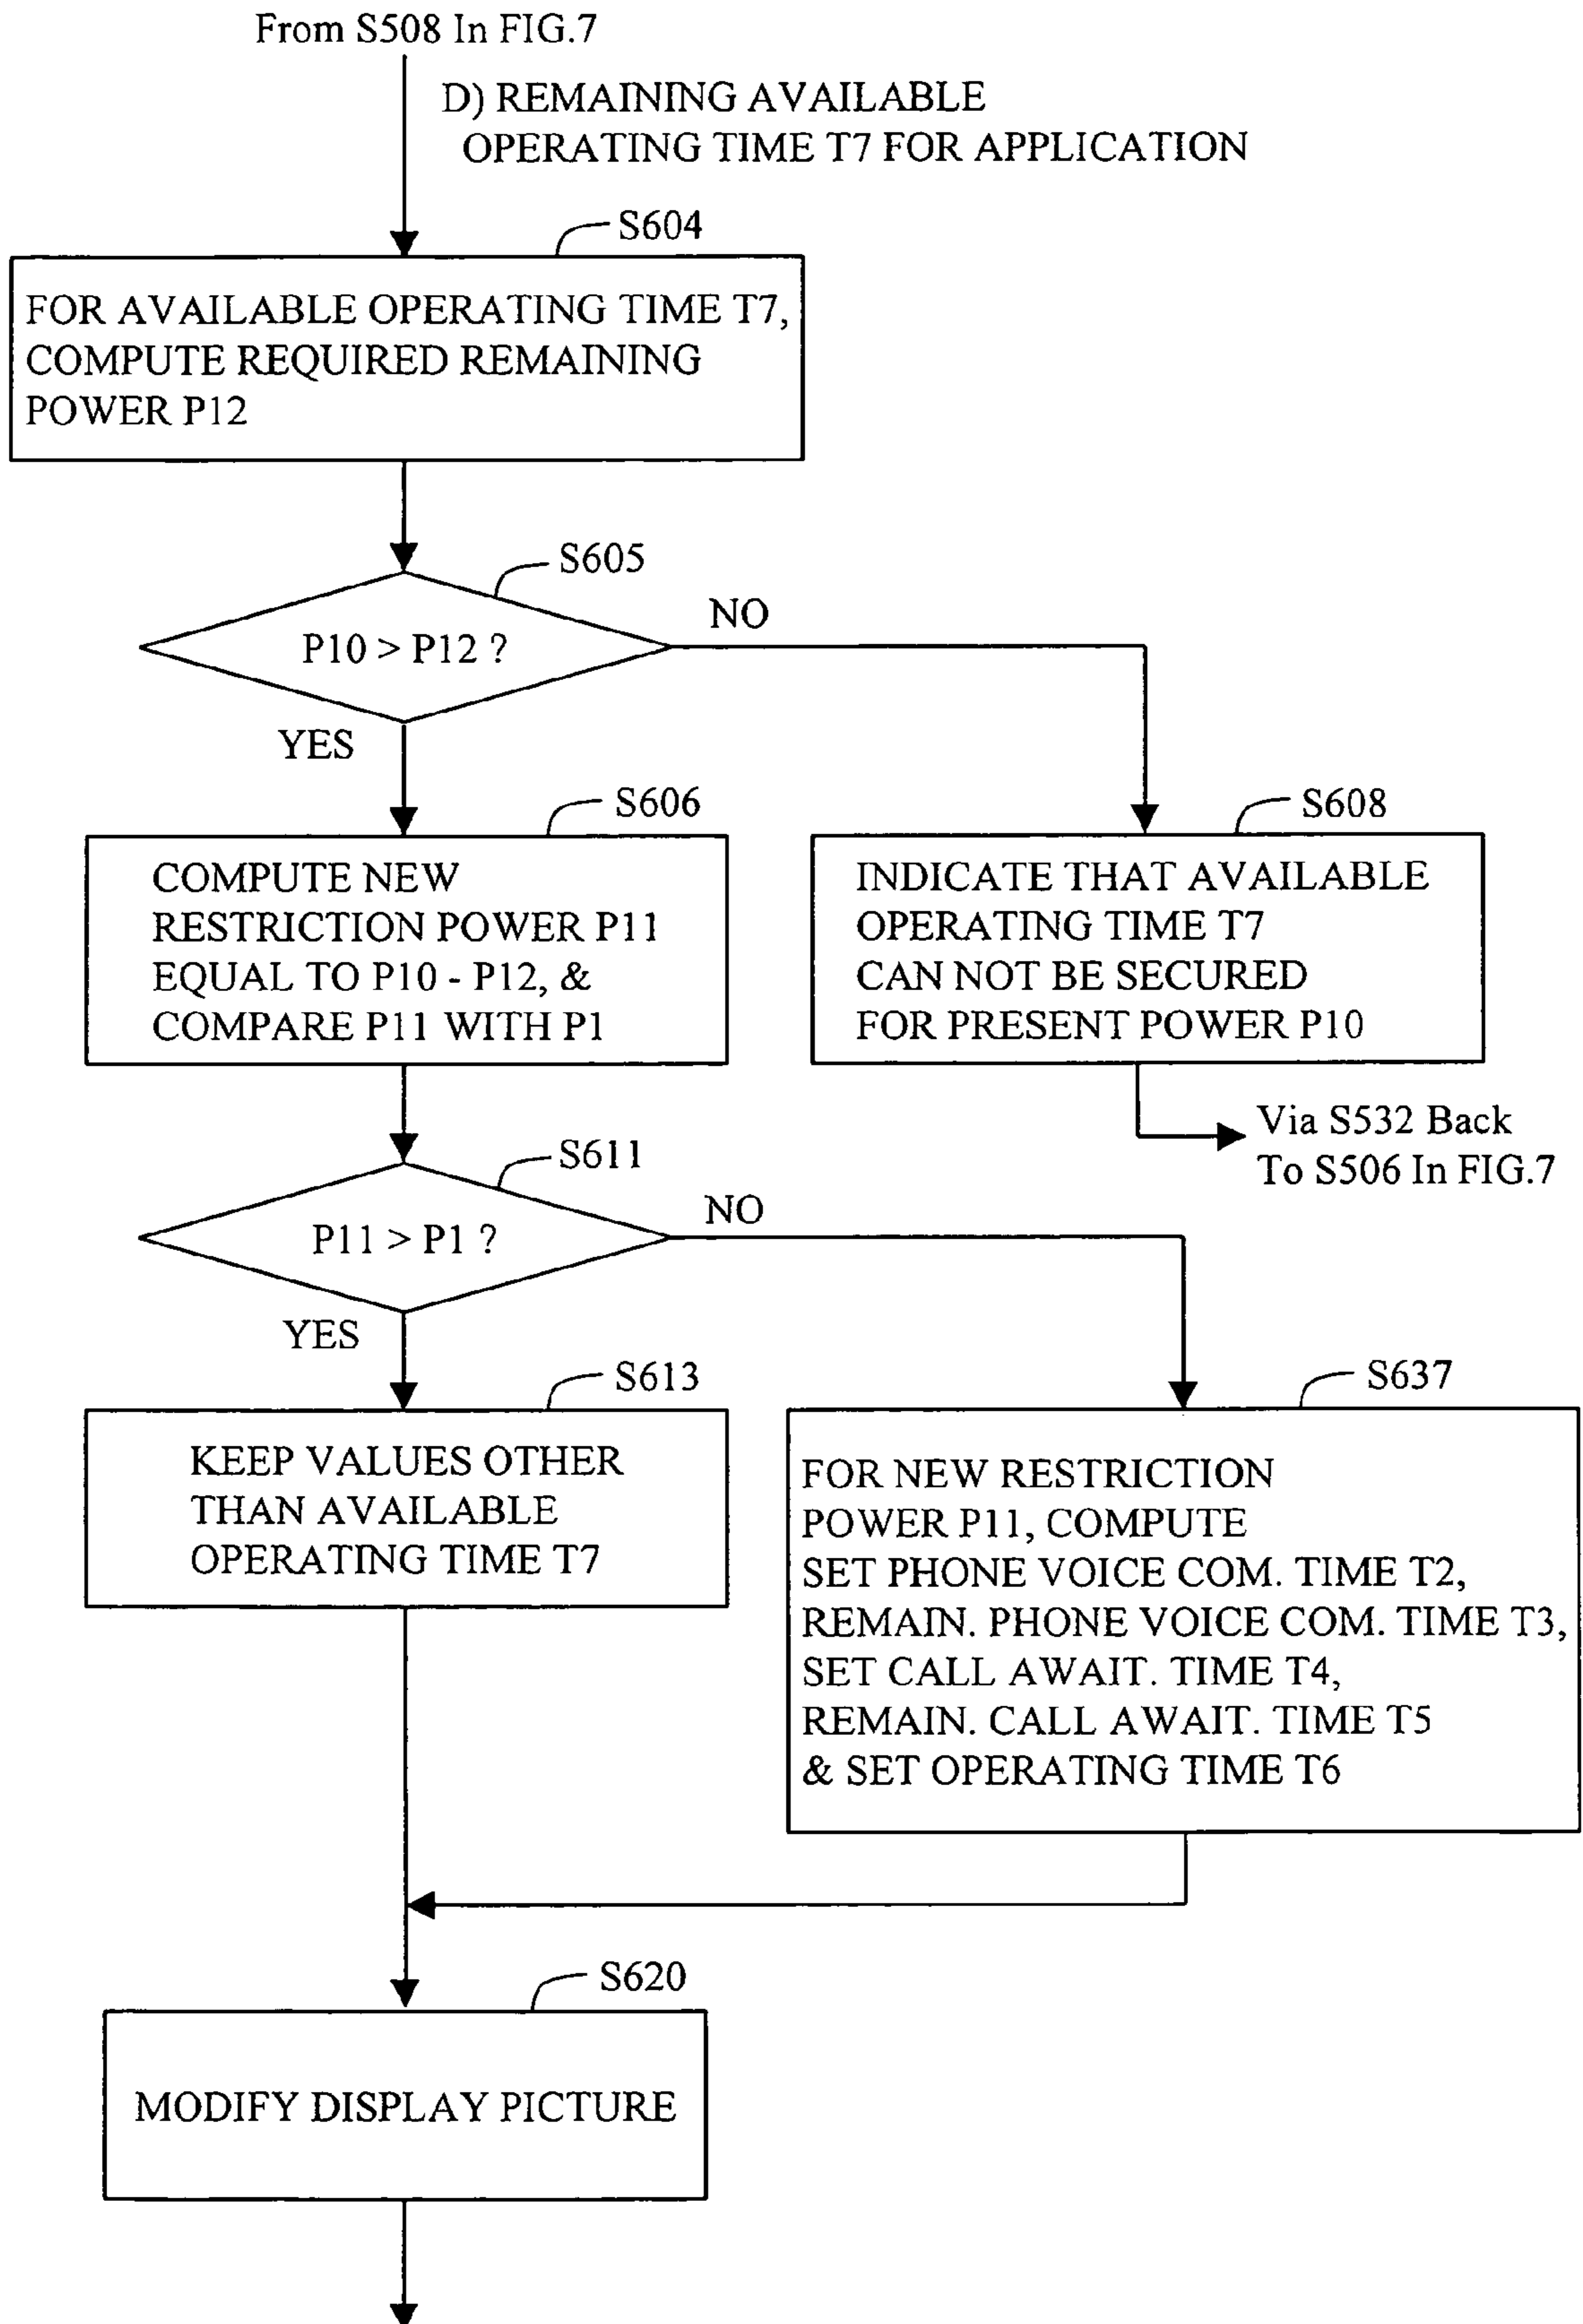 From S508 In FIG.7
D) REMAINING AVAILABLE
OPERATING TIME T7 FOR APPLICATION
S604
FOR AVAILABLE OPERATING TIME T7,
COMPUTE REQUIRED REMAINING
POWER P12
S605
P10 > P12 ?
NO
YES
S606
COMPUTE NEW
RESTRICTION POWER P11
EQUAL TO P10 - P12, &
COMPARE P11 WITH P1
S608
INDICATE THAT AVAILABLE
OPERATING TIME T7
CAN NOT BE SECURED
FOR PRESENT POWER P10
Via S532 Back
To S506 In FIG.7
S611
P11 > P1 ?
NO
YES
S613
KEEP VALUES OTHER
THAN AVAILABLE
OPERATING TIME T7
S637
FOR NEW RESTRICTION
POWER P11, COMPUTE
SET PHONE VOICE COM. TIME T2,
REMAIN. PHONE VOICE COM. TIME T3,
SET CALL AWAIT. TIME T4,
REMAIN. CALL AWAIT. TIME T5
& SET OPERATING TIME T6
S620
MODIFY DISPLAY PICTURE